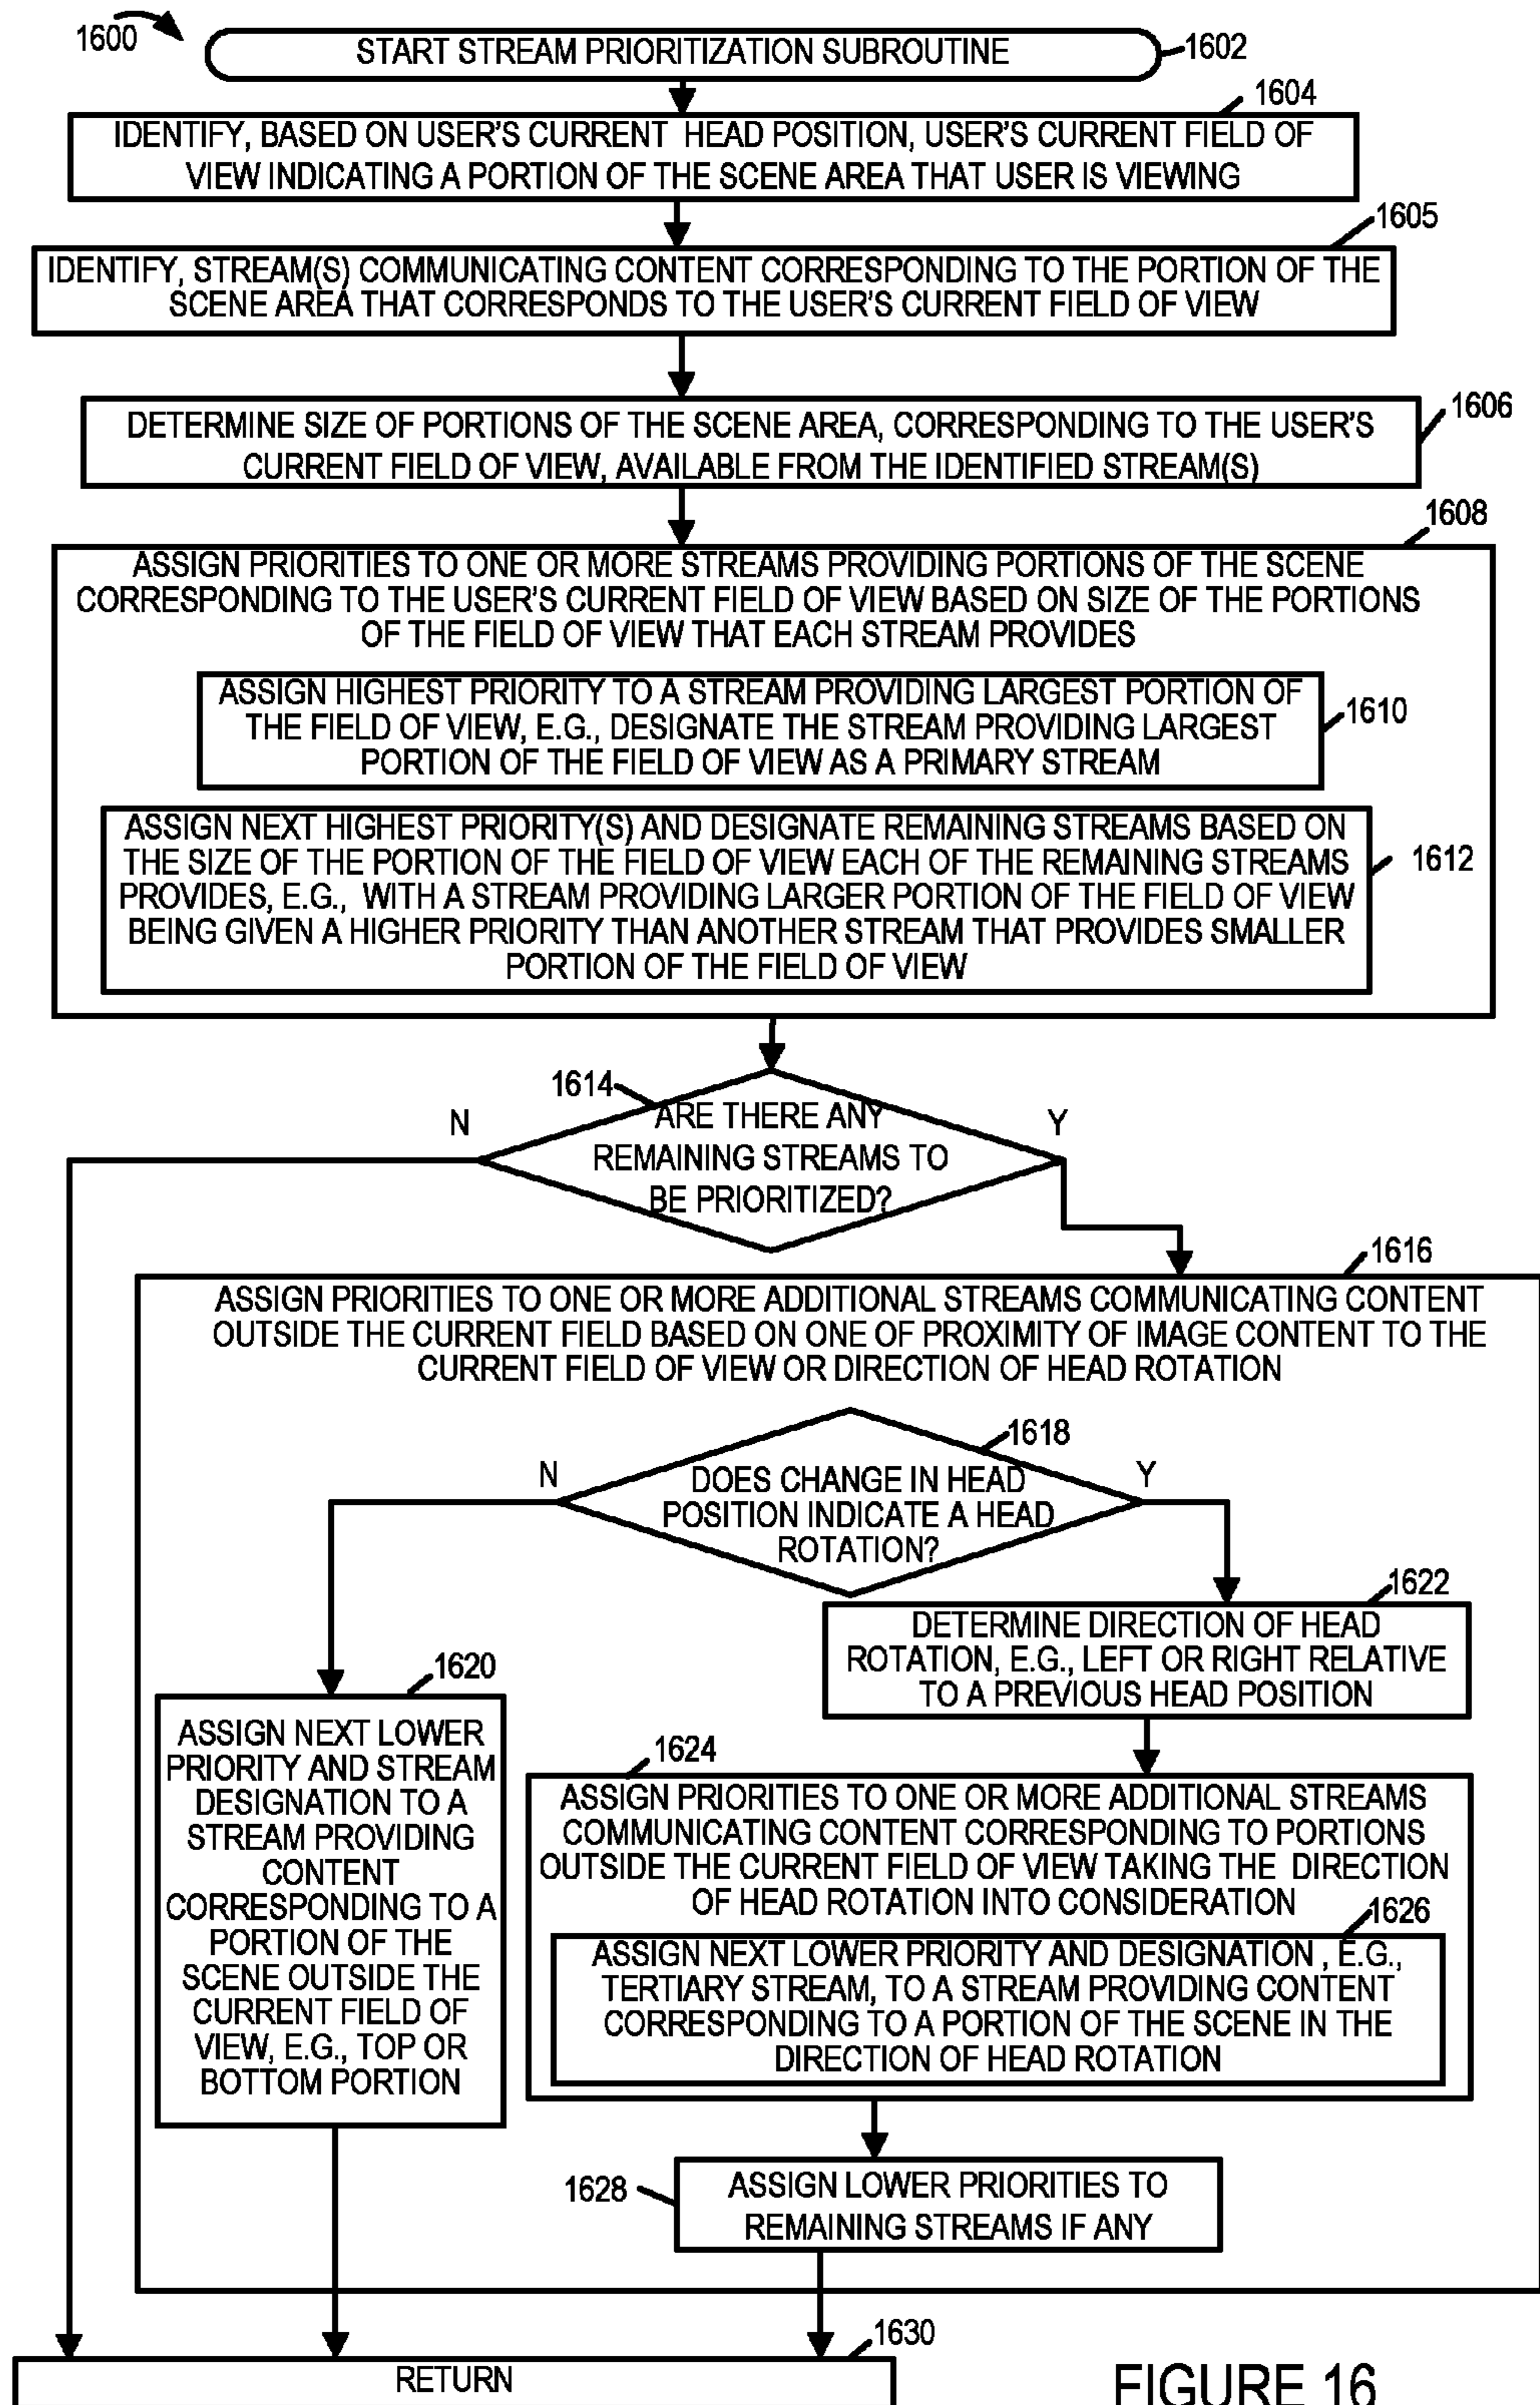 1600
START STREAM PRIORITIZATION SUBROUTINE
1602
1604
IDENTIFY, BASED ON USER'S CURRENT HEAD POSITION, USER'S CURRENT FIELD OF
VIEW INDICATING A PORTION OF THE SCENE AREA THAT USER IS VIEWING
1605
IDENTIFY, STREAM(S) COMMUNICATING CONTENT CORRESPONDING TO THE PORTION OF THE
SCENE AREA THAT CORRESPONDS TO THE USER'S CURRENT FIELD OF VIEW
1606
DETERMINE SIZE OF PORTIONS OF THE SCENE AREA, CORRESPONDING TO THE USER'S
CURRENT FIELD OF VIEW, AVAILABLE FROM THE IDENTIFIED STREAM(S)
1608
ASSIGN PRIORITIES TO ONE OR MORE STREAMS PROVIDING PORTIONS OF THE SCENE
CORRESPONDING TO THE USER'S CURRENT FIELD OF VIEW BASED ON SIZE OF THE PORTIONS
OF THE FIELD OF VIEW THAT EACH STREAM PROVIDES
ASSIGN HIGHEST PRIORITY TO A STREAM PROVIDING LARGEST PORTION OF
THE FIELD OF VIEW, E.G., DESIGNATE THE STREAM PROVIDING LARGEST
PORTION OF THE FIELD OF VIEW AS A PRIMARY STREAM
1610
ASSIGN NEXT HIGHEST PRIORITY(S) AND DESIGNATE REMAINING STREAMS BASED ON
THE SIZE OF THE PORTION OF THE FIELD OF VIEW EACH OF THE REMAINING STREAMS
PROVIDES, E.G., WITH A STREAM PROVIDING LARGER PORTION OF THE FIELD OF VIEW
BEING GIVEN A HIGHER PRIORITY THAN ANOTHER STREAM THAT PROVIDES SMALLER
PORTION OF THE FIELD OF VIEW
1612
1614
N
Y
ARE THERE ANY
REMAINING STREAMS TO
BE PRIORITIZED?
1616
ASSIGN PRIORITIES TO ONE OR MORE ADDITIONAL STREAMS COMMUNICATING CONTENT
OUTSIDE THE CURRENT FIELD BASED ON ONE OF PROXIMITY OF IMAGE CONTENT TO THE
CURRENT FIELD OF VIEW OR DIRECTION OF HEAD ROTATION
1618
N
Y
DOES CHANGE IN HEAD
POSITION INDICATE A HEAD
ROTATION?
1622
DETERMINE DIRECTION OF HEAD
ROTATION, E.G., LEFT OR RIGHT RELATIVE
TO A PREVIOUS HEAD POSITION
1620
ASSIGN NEXT LOWER
PRIORITY AND STREAM
DESIGNATION TO A
STREAM PROVIDING
CONTENT
CORRESPONDING TO A
PORTION OF THE
SCENE OUTSIDE THE
CURRENT FIELD OF
VIEW, E.G., TOP OR
BOTTOM PORTION
1624
ASSIGN PRIORITIES TO ONE OR MORE ADDITIONAL STREAMS
COMMUNICATING CONTENT CORRESPONDING TO PORTIONS
OUTSIDE THE CURRENT FIELD OF VIEW TAKING THE DIRECTION
OF HEAD ROTATION INTO CONSIDERATION
1626
ASSIGN NEXT LOWER PRIORITY AND DESIGNATION , E.G.,
TERTIARY STREAM, TO A STREAM PROVIDING CONTENT
CORRESPONDING TO A PORTION OF THE SCENE IN THE
DIRECTION OF HEAD ROTATION
1628
ASSIGN LOWER PRIORITIES TO
REMAINING STREAMS IF ANY
1630
RETURN
FIGURE 16